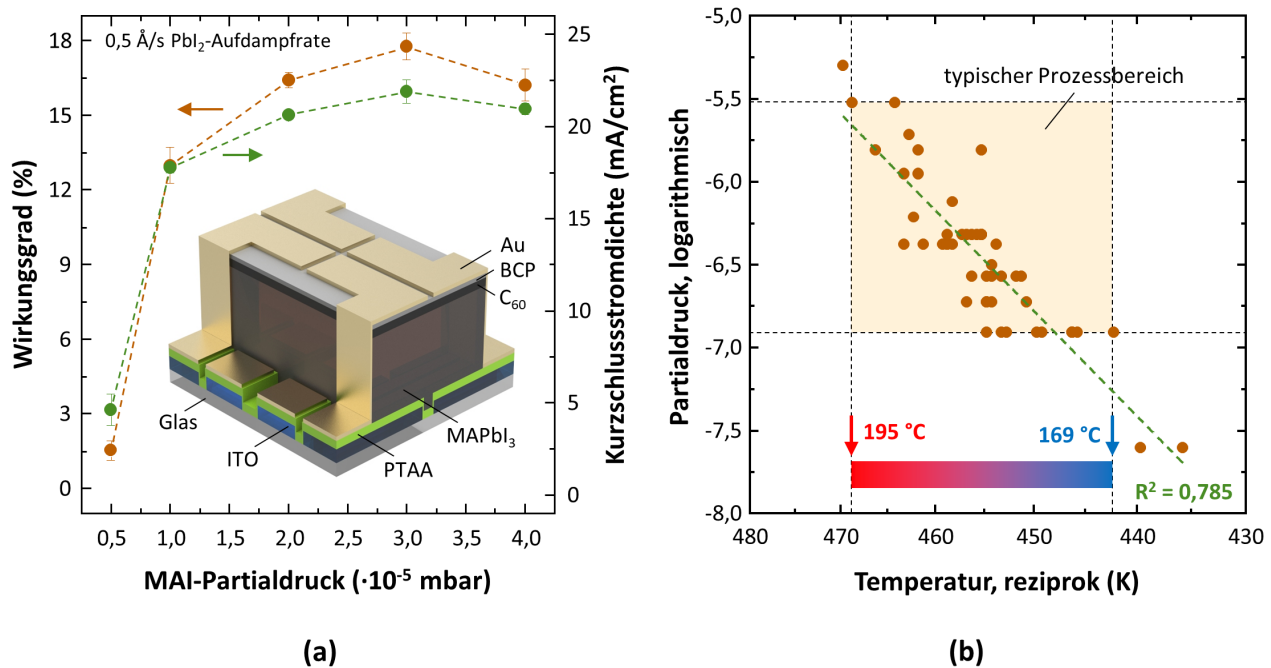 0,5 Å/s PbI₂-Aufdampfrate
Wirkungsgrad (%)
18
15
12
9
6
3
0
25
20
15
10
5
0
Kurzschlusstromdichte (mA/cm²)
Au
BCP
C₆₀
Glas
ITO
PTAA
MAPbI₃
0,5 1,0 1,5 2,0 2,5 3,0 3,5 4,0
MAI-Partialdruck (·10⁻⁵ mbar)
(a)
Partialdruck, logarithmisch
-5,0
-5,5
-6,0
-6,5
-7,0
-7,5
-8,0
typischer Prozessbereich
195 °C
169 °C
R² = 0,785
480 470 460 450 440 430
Temperatur, reziprok (K)
(b)